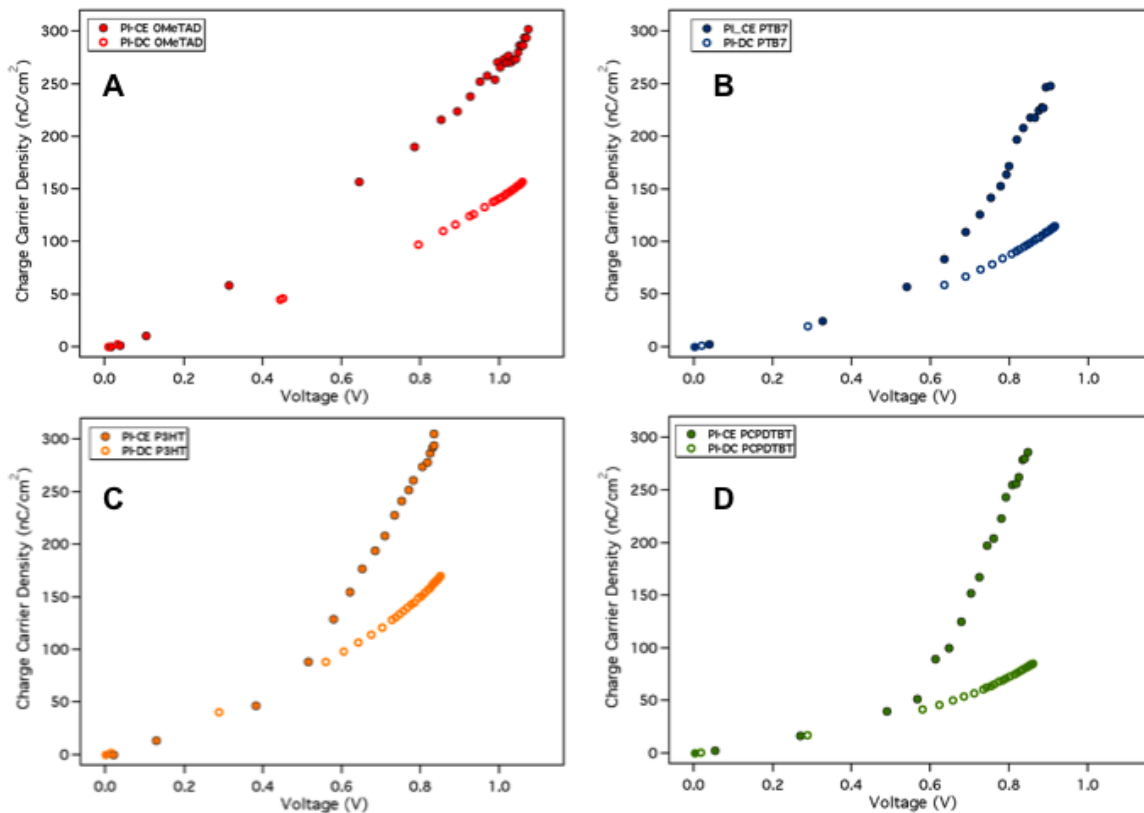 PI-CE OMeTAD
PI-DC OMeTAD
A
Charge Carrier Density (nC/cm²)
300
250
200
150
100
50
0
0.0 0.2 0.4 0.6 0.8 1.0
Voltage (V)
PI_CE PTB7
PI-DC PTB7
B
Charge Carrier Density (nC/cm²)
300
250
200
150
100
50
0
0.0 0.2 0.4 0.6 0.8 1.0
Voltage (V)
PI-CE P3HT
PI-DC P3HT
C
Charge Carrier Density (nC/cm²)
300
250
200
150
100
50
0
0.0 0.2 0.4 0.6 0.8 1.0
Voltage (V)
PI-CE PCPDTBT
PI-DC PCPDTBT
D
Charge Carrier Density (nC/cm²)
300
250
200
150
100
50
0
0.0 0.2 0.4 0.6 0.8 1.0
Voltage (V)